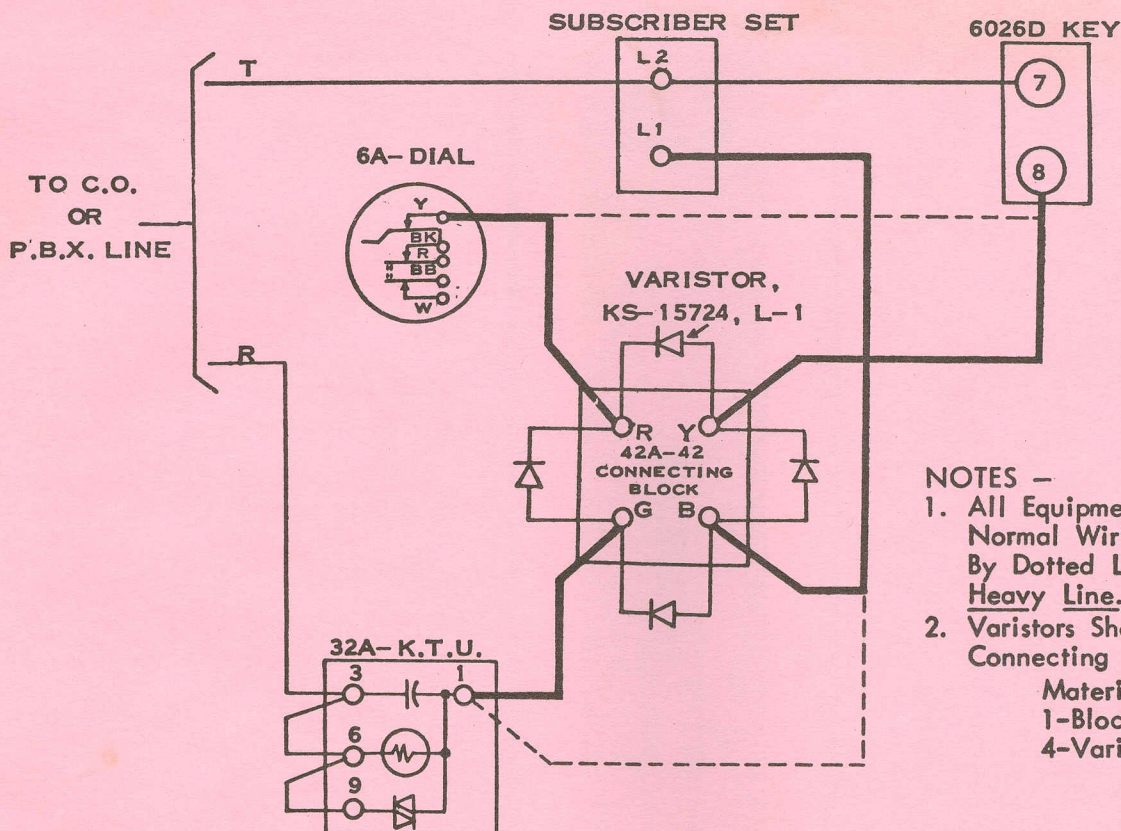 SUBSCRIBER SET
6026D KEY
T
L2
L1
7
8
6A-DIAL
TO C.O.
OR
P.B.X. LINE
Y
BK
R
BB
W
VARISTOR,
KS-15724, L-1
R
R Y
42A-42
CONNECTING
BLOCK
G B
NOTES -
1. All Equipme
Normal Wir
By Dotted L
Heavy Line.
2. Varistors Sho
Connecting
Materi
1-Bloc
4-Vari
32A-K.T.U.
3 1
6
9